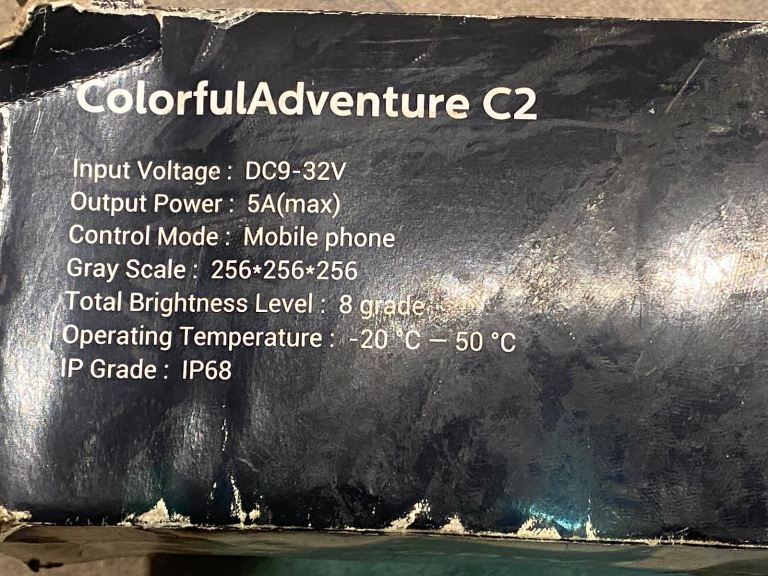 ColorfulAdventure C2
Input Voltage : DC9-32V
Output Power : 5A(max)
Control Mode : Mobile phone
Gray Scale : 256*256*256
Total Brightness Level : 8 grade
Operating Temperature : -20 °C — 50 °C
IP Grade : IP68